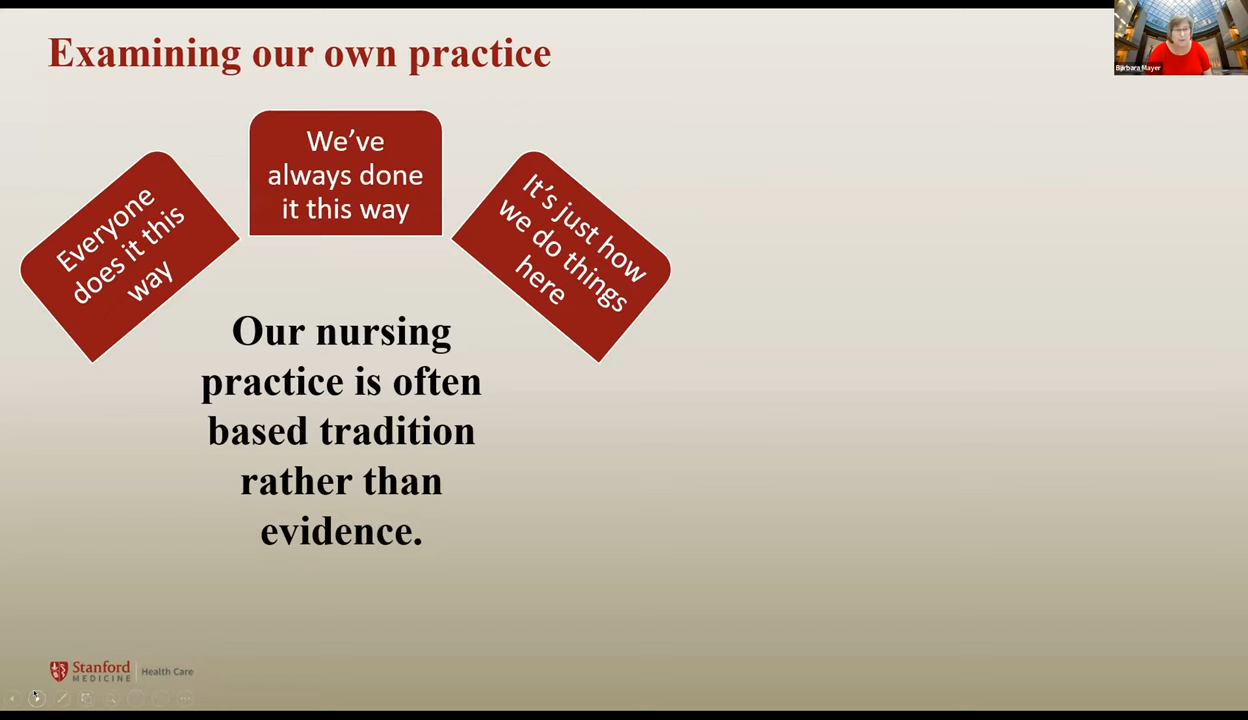 Examining our own practice
Barbara Mayer
Everyone
does it this
way
We’ve
always done
it this way
It’s just how
we do things
here
Our nursing
practice is often
based tradition
rather than
evidence.
Stanford
MEDICINE
Health Care